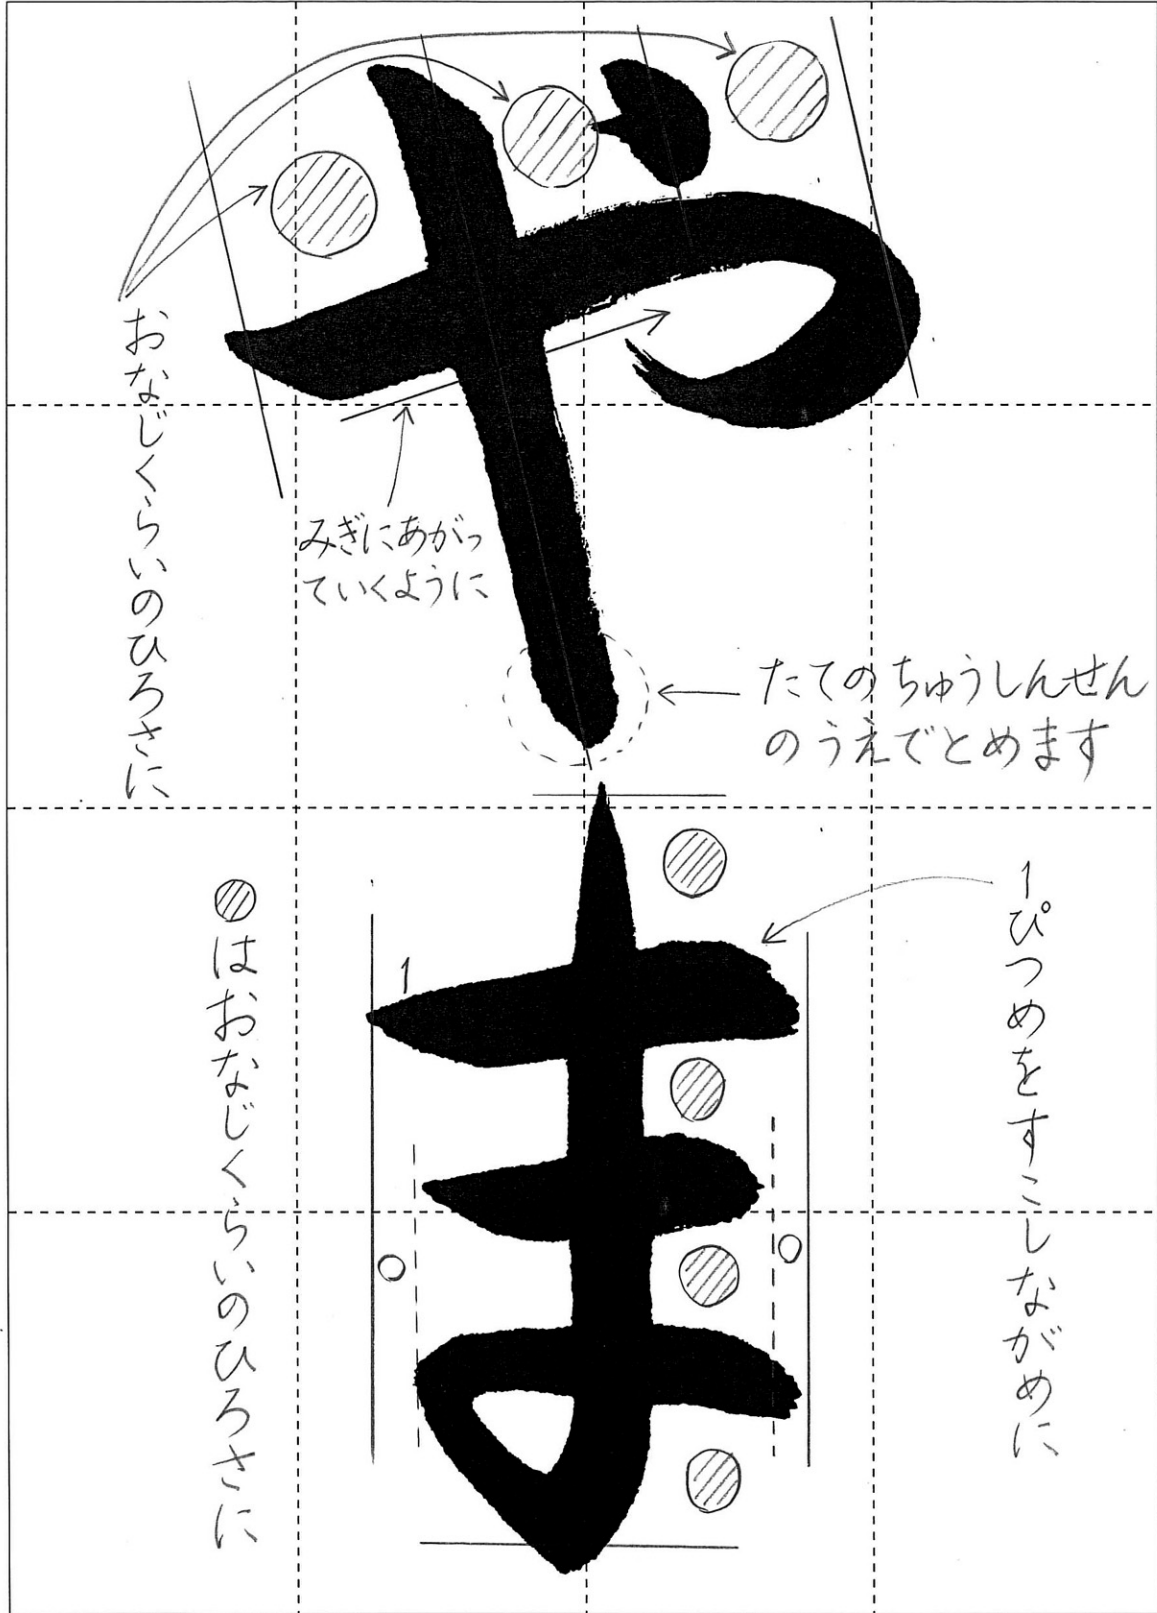 やま
おなじくらいのひろさに
みぎにあがっ
ていくように
たてのちゅうしんせん
のうえでとめます
1ぴつめをすこしながめに
1
はおなじくらいのひろさに